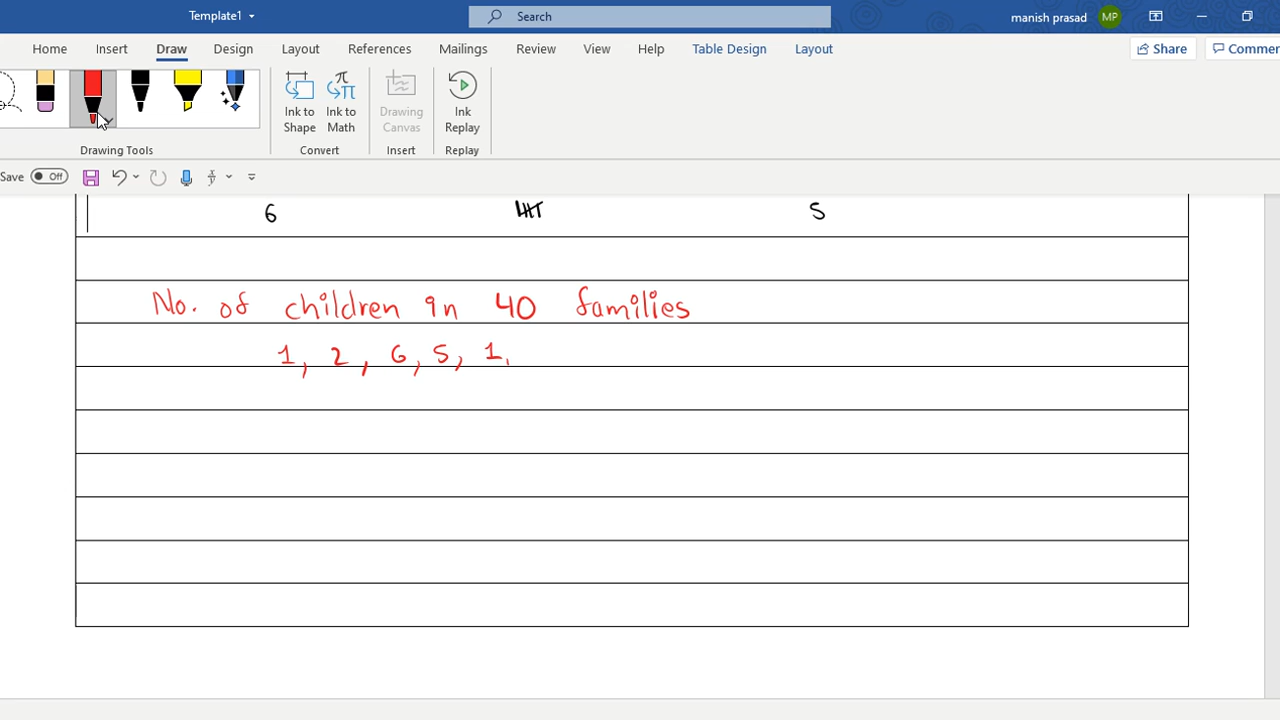 Template1
Search
manish prasad
MP
Home
Insert
Draw
Design
Layout
References
Mailings
Review
View
Help
Table Design
Layout
Share
Commer
Ink to Shape
Ink to Math
Drawing Canvas
Ink Replay
Drawing Tools
Convert
Insert
Replay
Save
Off
6 5
No. of children in 40 families
1, 2, 6, 5, 1,